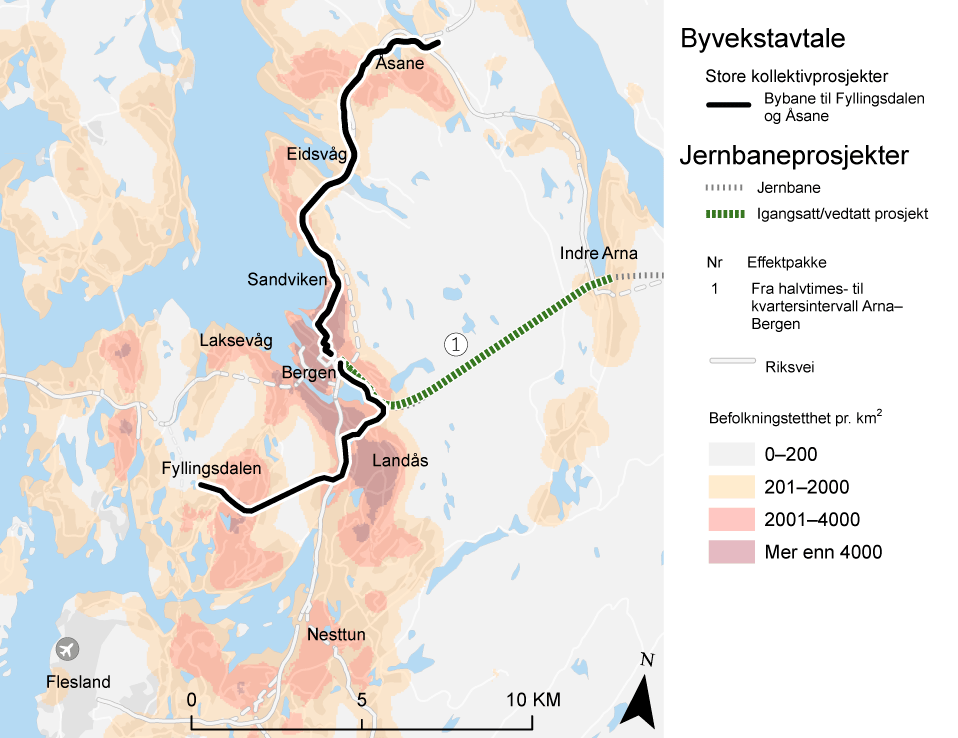 Åsane
Eidsvåg
Indre Arna
Sandviken
Laksevåg
1
Bergen
Fyllingsdalen
Landås
Nesttun
Flesland
0 5 10 KM
N
Byvekstavtale
Store kollektivprosjekter
Bybane til Fyllingsdalen
og Åsane
Jernbaneprosjekter
Jernbane
Igangsatt/vedtatt prosjekt
Nr Effektpakke
1 Fra halvtimes- til
kvartersintervall Arna–
Bergen
Riksvei
Befolkningstetthet pr. km²
0–200
201–2000
2001–4000
Mer enn 4000